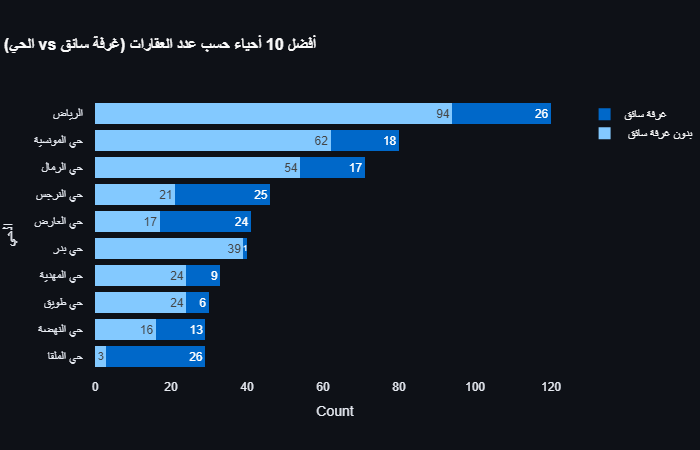 أفضل 10 أحياء حسب عدد العقارات (غرفة سائق vs الحي)
غرفة سائق
بدون غرفة سائق
الحي
الرياض 94 26
حي المونسية 62 18
حي الرمال 54 17
حي النرجس 21 25
حي العارض 17 24
حي بدر 39 1
حي المهدية 24 9
حي طويق 24 6
حي النهضة 16 13
حي الملقا 3 26
0 20 40 60 80 100 120
Count